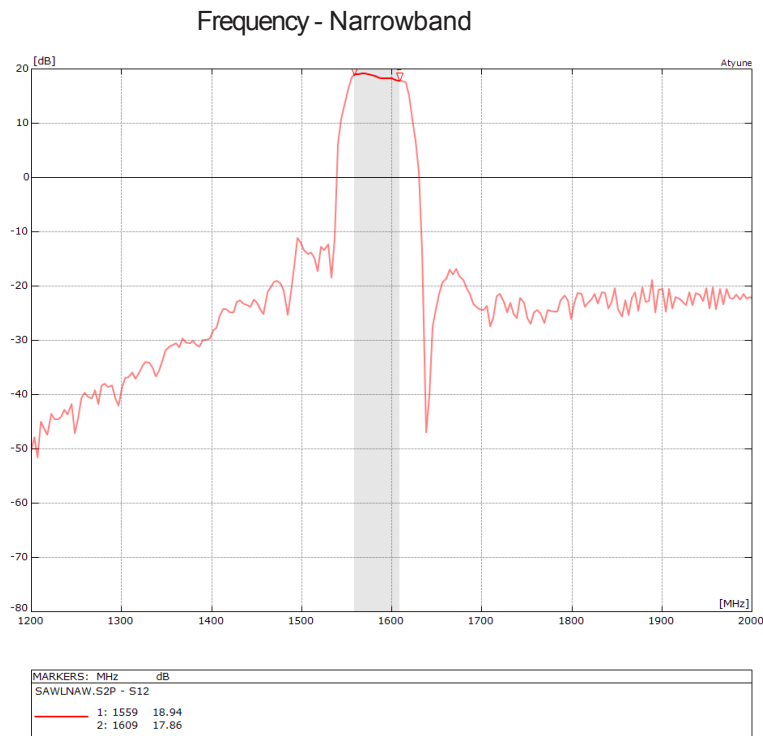 Frequency - Narrowband
[dB]
Atyune
20
10
0
-10
-20
-30
-40
-50
-60
-70
-80
[MHz]
1200 1300 1400 1500 1600 1700 1800 1900 2000
MARKERS: MHz dB
SAWLNAW.S2P - S12
1: 1559 18.94
2: 1609 17.86